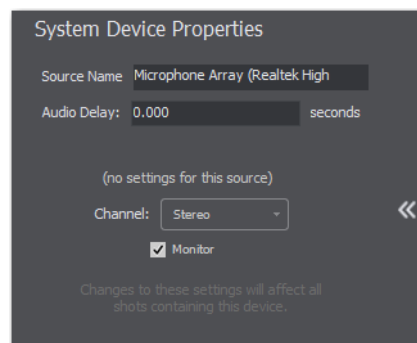 System Device Properties
Source Name Microphone Array (Realtek High
Audio Delay: 0.000 seconds
(no settings for this source)
Channel: Stereo
Monitor
Changes to these settings will affect all
shots containing this device.